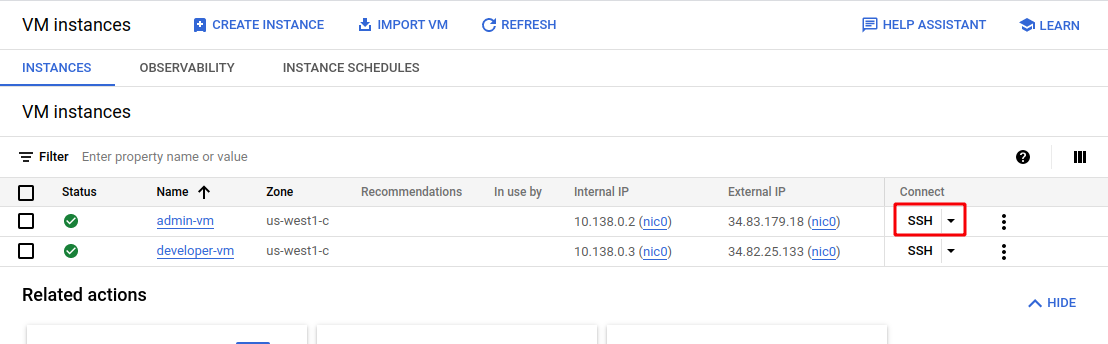 VM instances CREATE INSTANCE IMPORT VM REFRESH HELP ASSISTANT LEARN
INSTANCES OBSERVABILITY INSTANCE SCHEDULES
VM instances
Filter Enter property name or value
Status Name Zone Recommendations In use by Internal IP External IP Connect
admin-vm us-west1-c 10.138.0.2 (nic0) 34.83.179.18 (nic0) SSH
developer-vm us-west1-c 10.138.0.3 (nic0) 34.82.25.133 (nic0) SSH
Related actions
HIDE